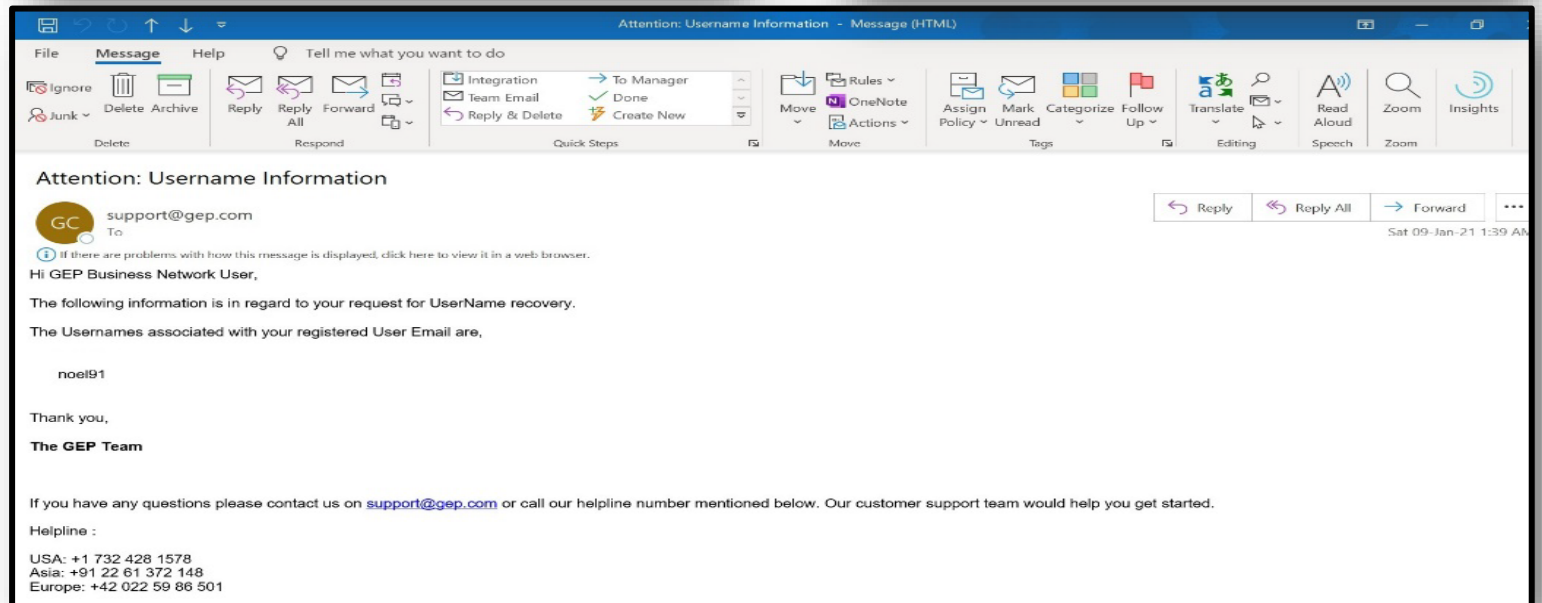 Attention: Username Information - Message (HTML)
File Message Help Tell me what you want to do
Ignore
Junk
Delete Archive
Reply Reply All Forward
Integration To Manager
Team Email Done
Reply & Delete Create New
Move Rules
OneNote
Actions
Assign Policy Mark Unread Categorize Follow Up
Translate
Read Aloud
Zoom
Insights
Delete Respond Quick Steps Move Tags Editing Speech Zoom
Attention: Username Information
GC support@gep.com
To
Reply Reply All Forward
Sat 09-Jan-21 1:39 AM
If there are problems with how this message is displayed, click here to view it in a web browser.
Hi GEP Business Network User,
The following information is in regard to your request for UserName recovery.
The Usernames associated with your registered User Email are,
noel91
Thank you,
The GEP Team
If you have any questions please contact us on support@gep.com or call our helpline number mentioned below. Our customer support team would help you get started.
Helpline :
USA: +1 732 428 1578
Asia: +91 22 61 372 148
Europe: +42 022 59 86 501